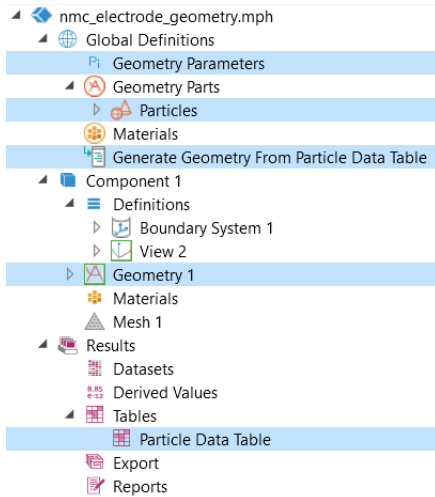 nmc_electrode_geometry.mph
Global Definitions
Pi Geometry Parameters
Geometry Parts
Particles
Materials
Generate Geometry From Particle Data Table
Component 1
Definitions
Boundary System 1
View 2
Geometry 1
Materials
Mesh 1
Results
Datasets
8.85
e-12 Derived Values
Tables
Particle Data Table
Export
Reports